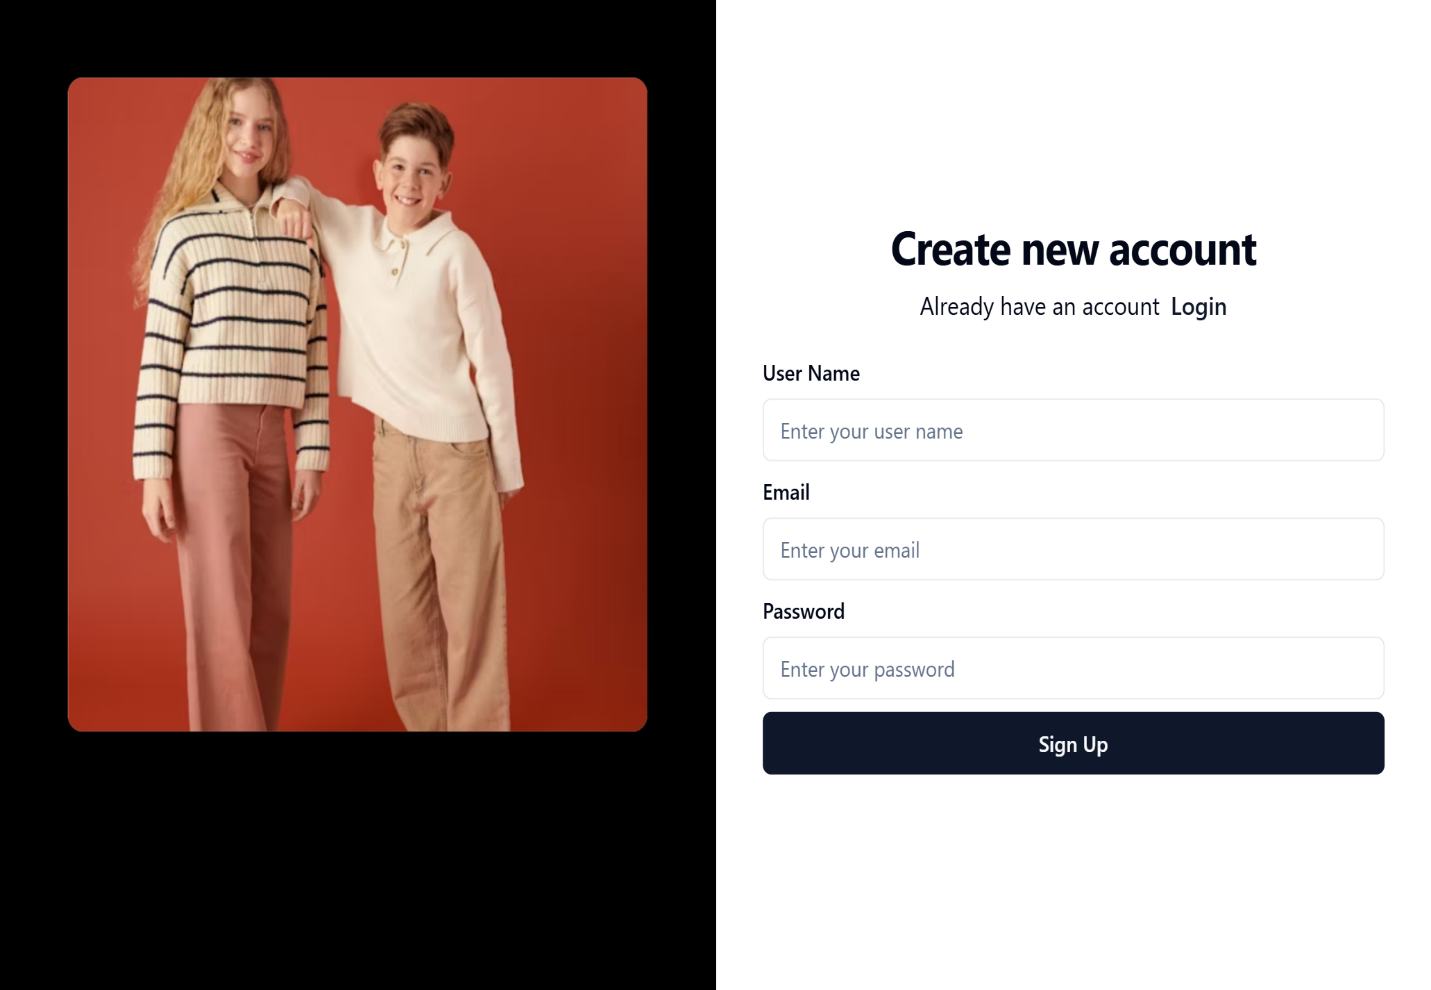 Create new account
Already have an account Login
User Name
Enter your user name
Email
Enter your email
Password
Enter your password
Sign Up